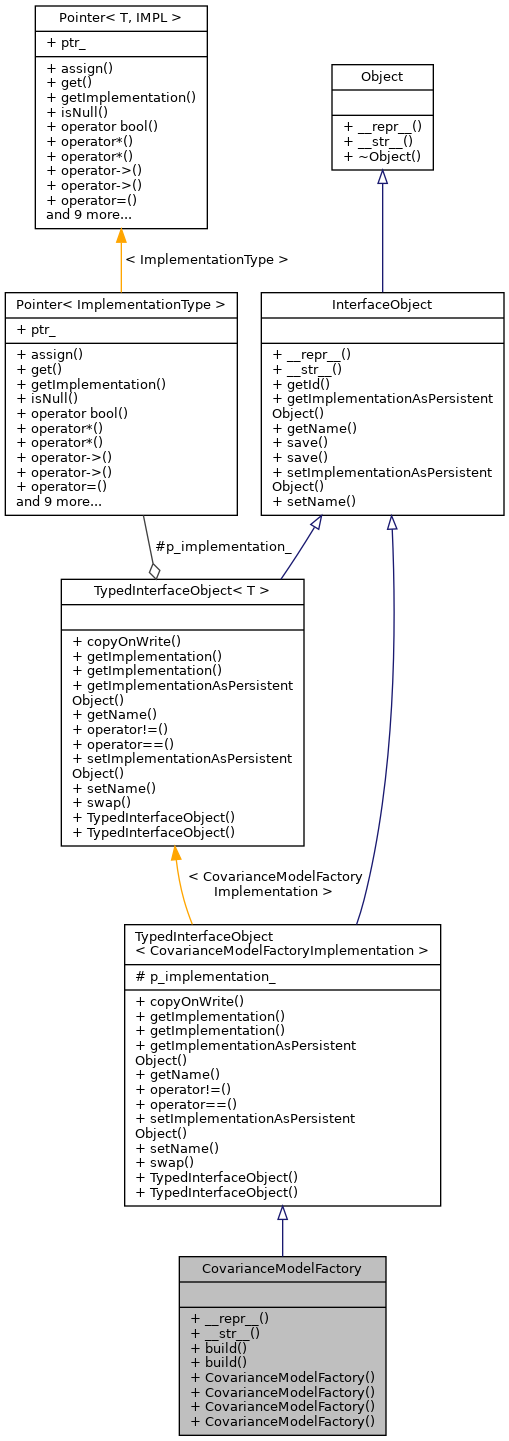 Pointer< T, IMPL >
+ ptr_
+ assign()
+ get()
+ getImplementation()
+ isNull()
+ operator bool()
+ operator*()
+ operator*()
+ operator->()
+ operator->()
+ operator=()
and 9 more...
Object
+ __repr__()
+ __str__()
+ ~Object()
< ImplementationType >
Pointer< ImplementationType >
+ ptr_
+ assign()
+ get()
+ getImplementation()
+ isNull()
+ operator bool()
+ operator*()
+ operator*()
+ operator->()
+ operator->()
+ operator=()
and 9 more...
InterfaceObject
+ __repr__()
+ __str__()
+ getId()
+ getImplementationAsPersistent
Object()
+ getName()
+ save()
+ save()
+ setImplementationAsPersistent
Object()
+ setName()
#p_implementation_
TypedInterfaceObject< T >
+ copyOnWrite()
+ getImplementation()
+ getImplementation()
+ getImplementationAsPersistent
Object()
+ getName()
+ operator!=()
+ operator==()
+ setImplementationAsPersistent
Object()
+ setName()
+ swap()
+ TypedInterfaceObject()
+ TypedInterfaceObject()
< CovarianceModelFactory
Implementation >
TypedInterfaceObject
< CovarianceModelFactoryImplementation >
# p_implementation_
+ copyOnWrite()
+ getImplementation()
+ getImplementation()
+ getImplementationAsPersistent
Object()
+ getName()
+ operator!=()
+ operator==()
+ setImplementationAsPersistent
Object()
+ setName()
+ swap()
+ TypedInterfaceObject()
+ TypedInterfaceObject()
CovarianceModelFactory
+ __repr__()
+ __str__()
+ build()
+ build()
+ CovarianceModelFactory()
+ CovarianceModelFactory()
+ CovarianceModelFactory()
+ CovarianceModelFactory()